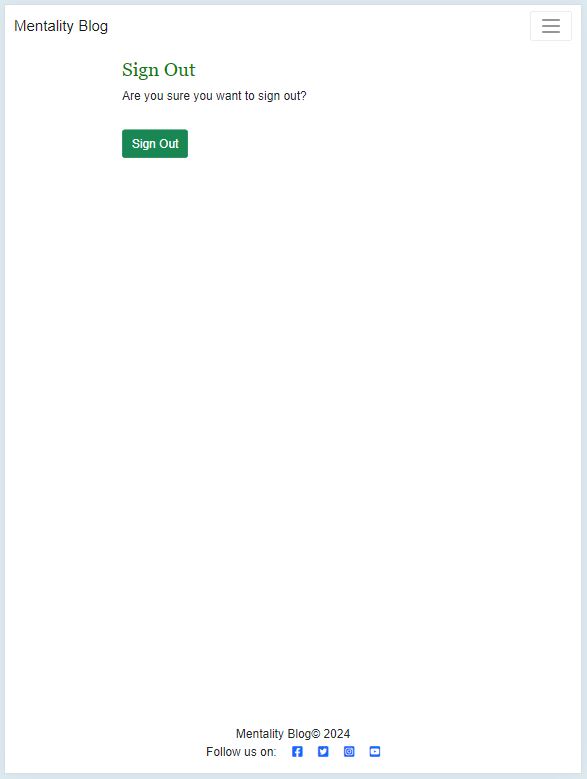 Mentality Blog
Sign Out
Are you sure you want to sign out?
Sign Out
Mentality Blog© 2024
Follow us on: